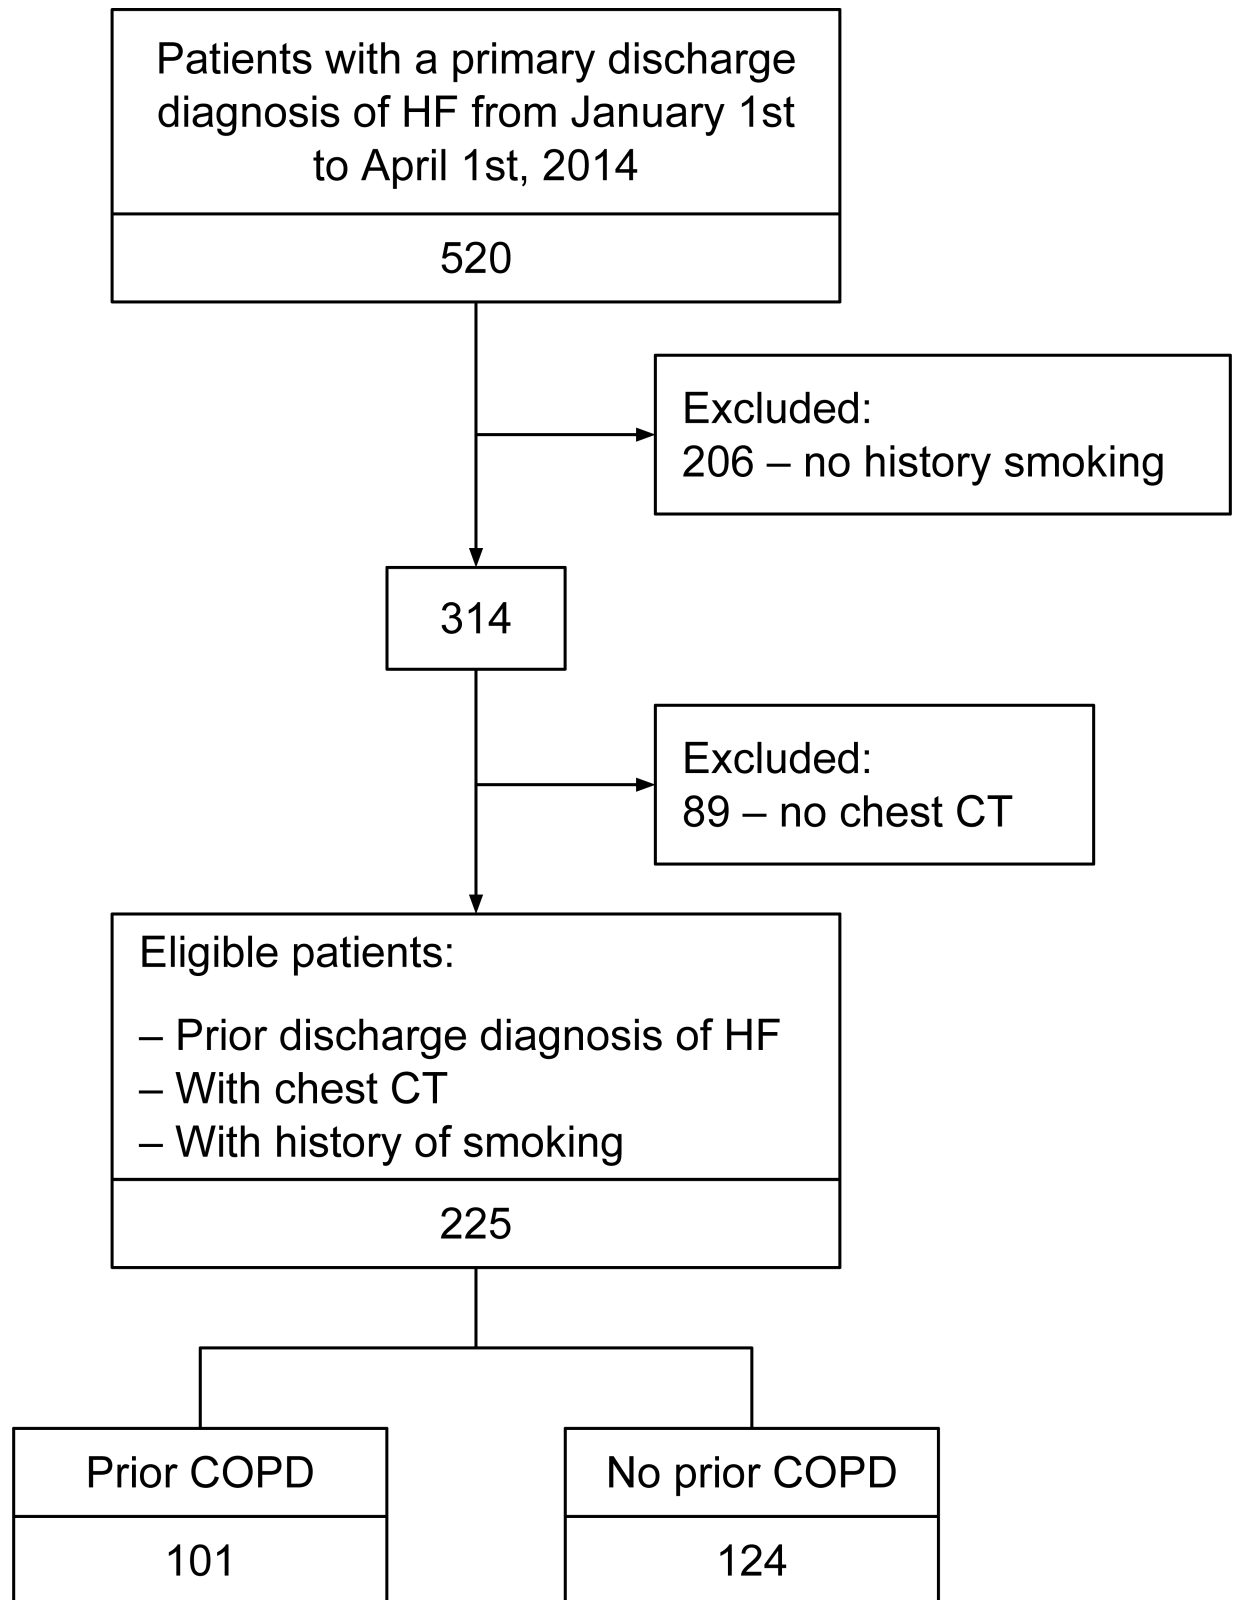 Patients with a primary discharge
diagnosis of HF from January 1st
to April 1st, 2014
520
Excluded:
206 – no history smoking
314
Excluded:
89 – no chest CT
Eligible patients:
– Prior discharge diagnosis of HF
– With chest CT
– With history of smoking
225
Prior COPD
101
No prior COPD
124